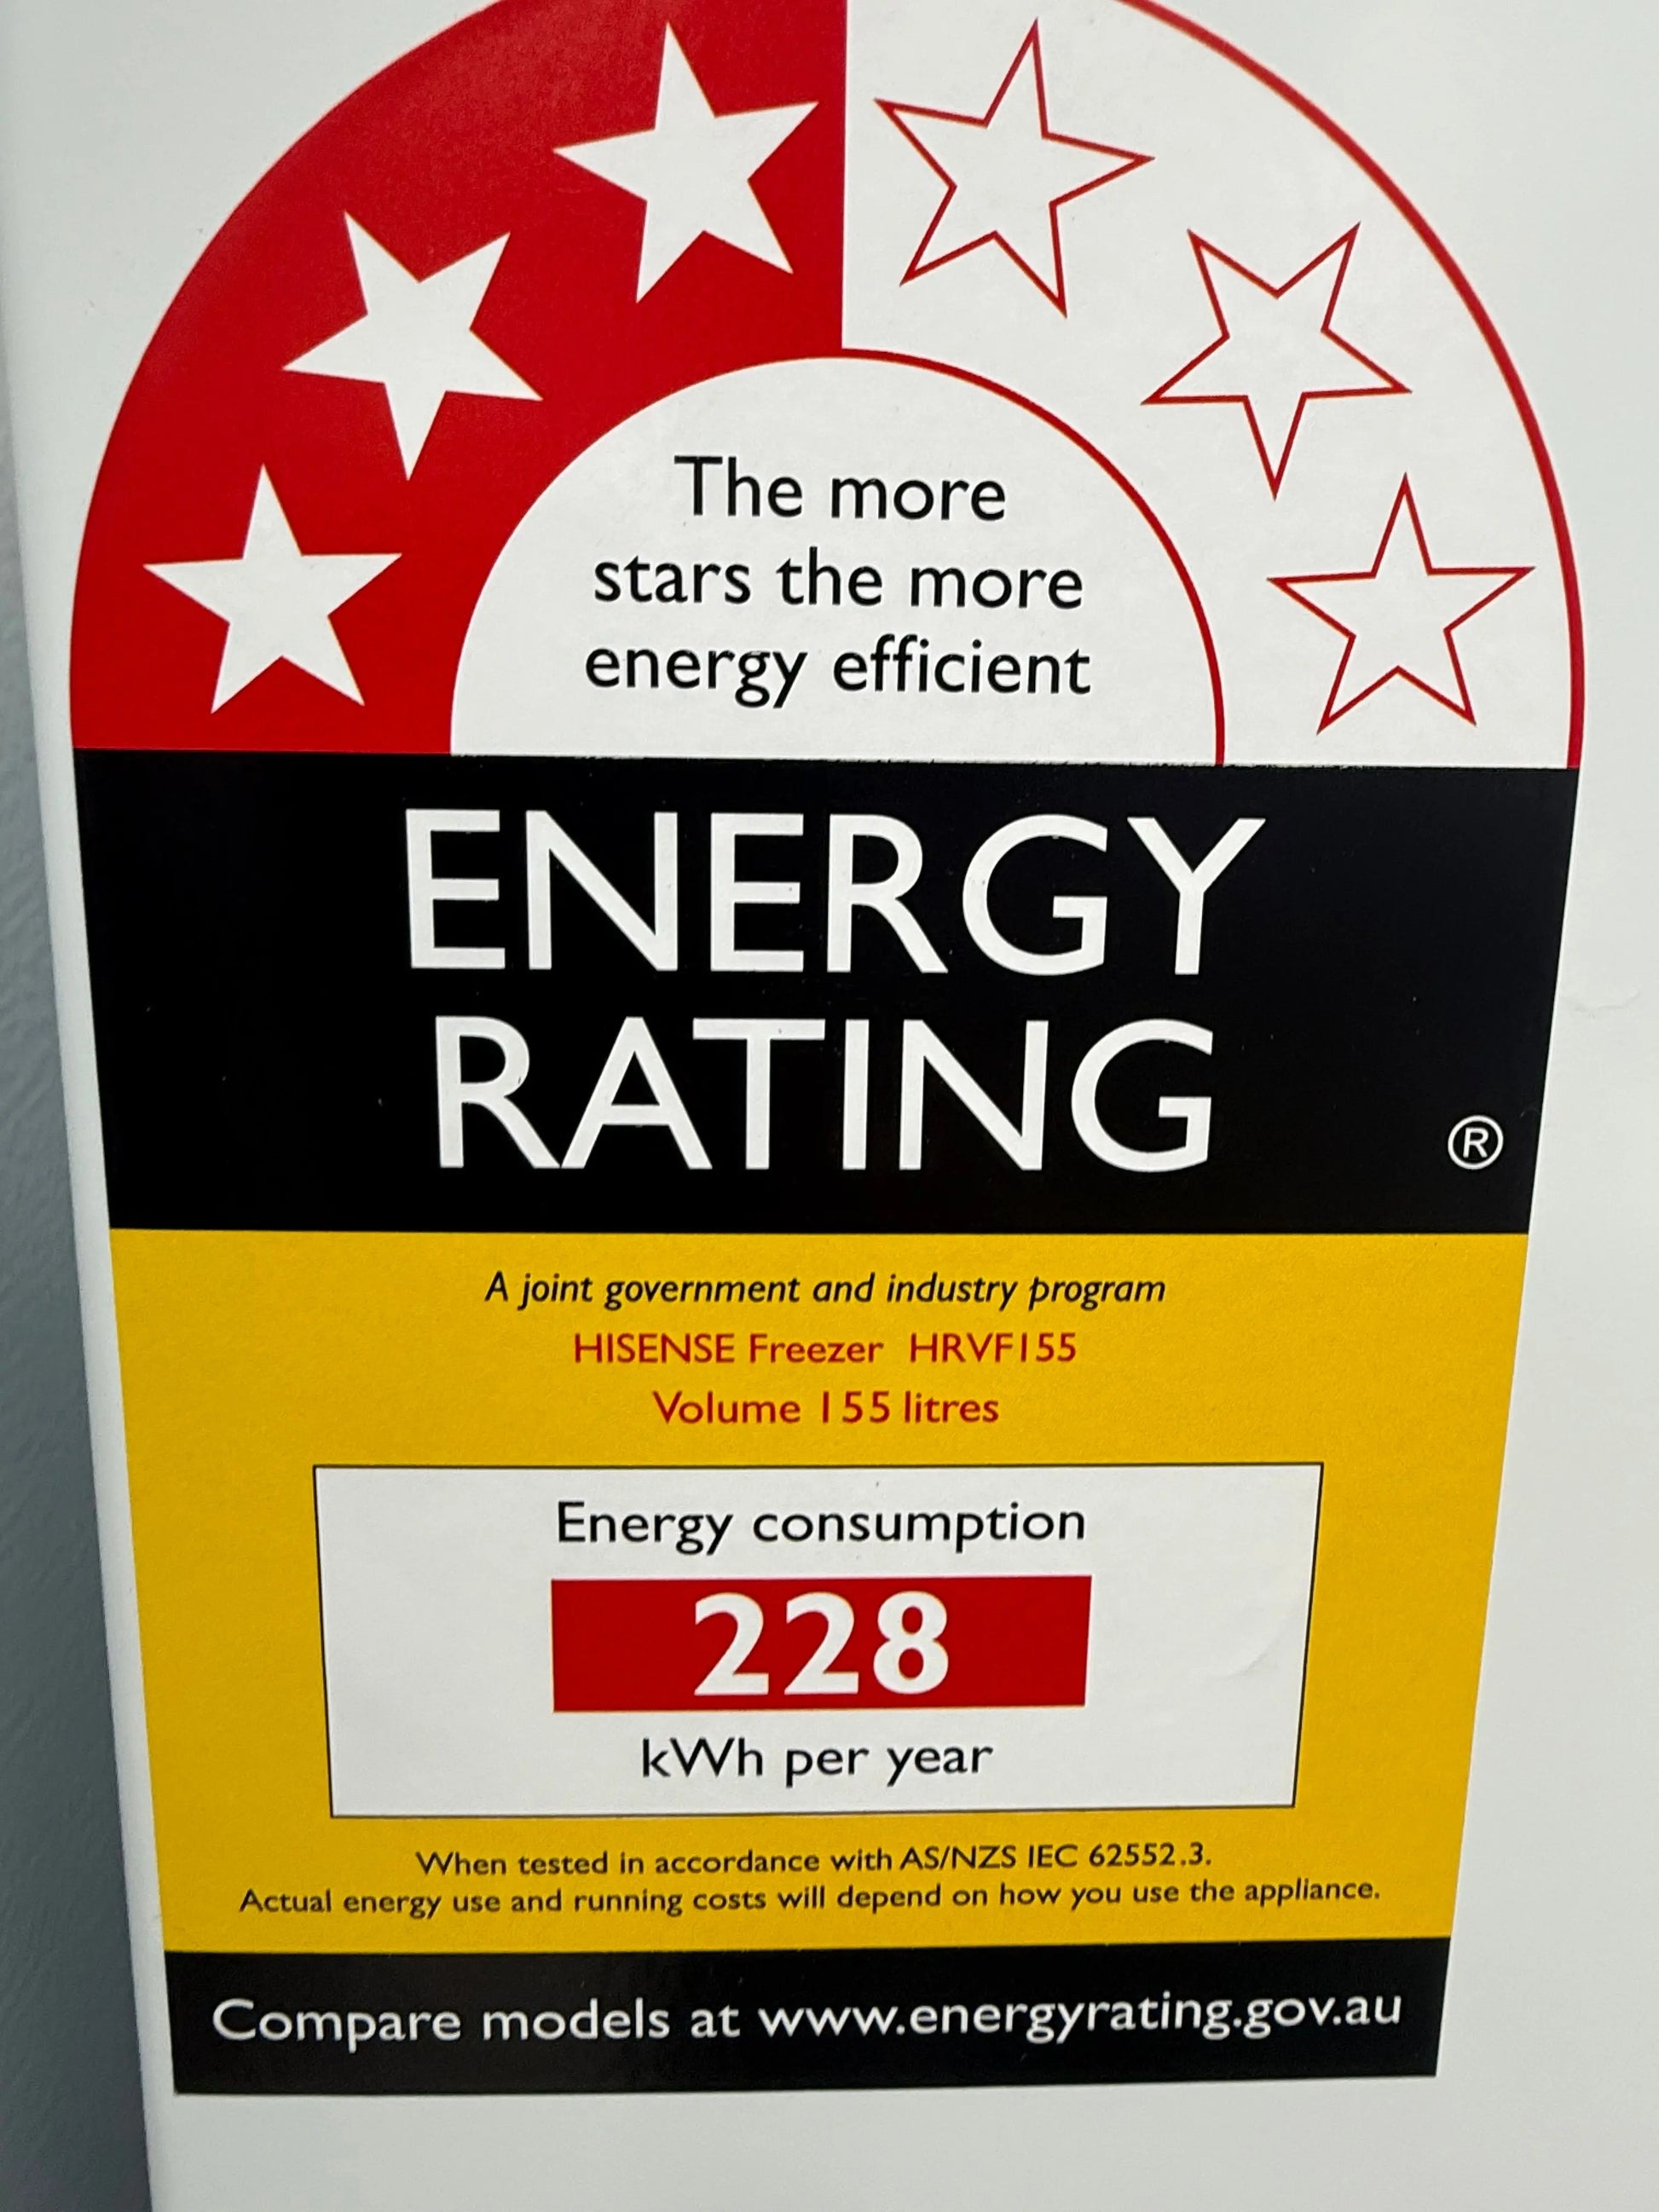 The more
stars the more
energy efficient
ENERGY
RATING
®
A joint government and industry program
HISENSE Freezer HRVF155
Volume 155 litres
Energy consumption
228
kWh per year
When tested in accordance with AS/NZS IEC 62552.3.
Actual energy use and running costs will depend on how you use the appliance.
Compare models at www.energyrating.gov.au